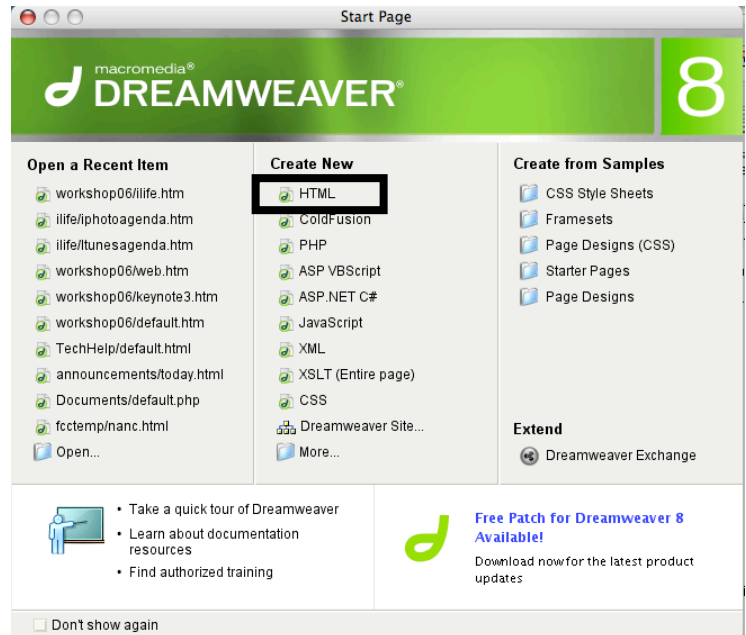 Start Page
macromedia®
DREAMWEAVER®
8
Open a Recent Item
workshop06/ilife.htm
ilife/iphotoagenda.htm
ilife/Itunesagenda.htm
workshop06/web.htm
workshop06/keynote3.htm
workshop06/default.htm
TechHelp/default.html
announcements/today.html
Documents/default.php
fcctemp/nanc.html
Open...
Create New
HTML
ColdFusion
PHP
ASP VBScript
ASP.NET C#
JavaScript
XML
XSLT (Entire page)
CSS
Dreamweaver Site...
More...
Create from Samples
CSS Style Sheets
Framesets
Page Designs (CSS)
Starter Pages
Page Designs
Extend
Dreamweaver Exchange
• Take a quick tour of Dreamweaver
• Learn about documentation
resources
• Find authorized training
Free Patch for Dreamweaver 8
Available!
Download now for the latest product
updates
Don't show again